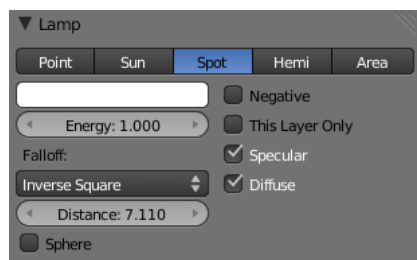 Lamp
Point Sun Spot Hemi Area
Negative
Energy: 1.000 This Layer Only
Falloff: Specular
Inverse Square Diffuse
Distance: 7.110
Sphere